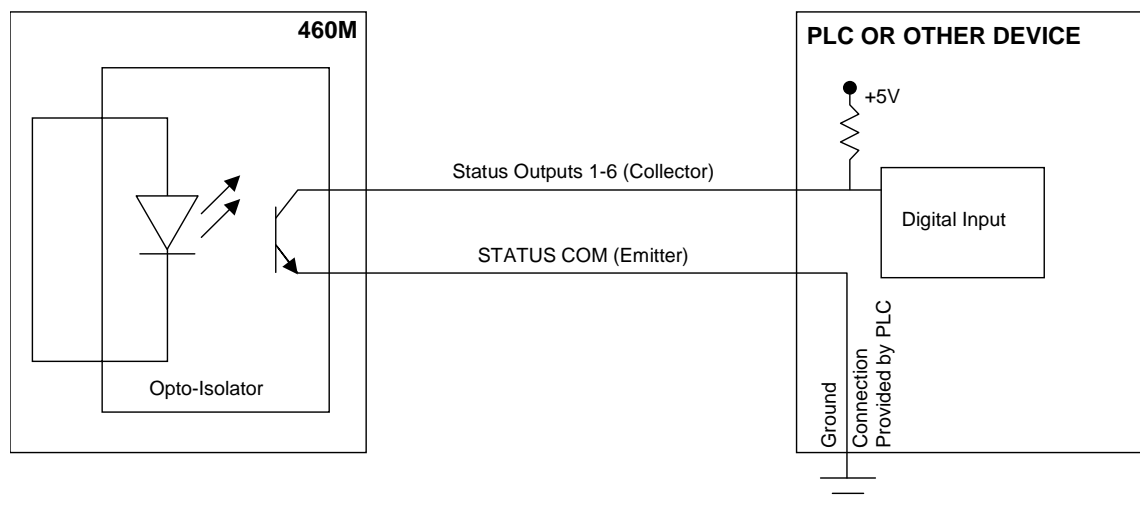 460M
PLC OR OTHER DEVICE
+5V
Status Outputs 1-6 (Collector)
Digital Input
STATUS COM (Emitter)
Opto-Isolator
Ground
Connection
Provided by PLC